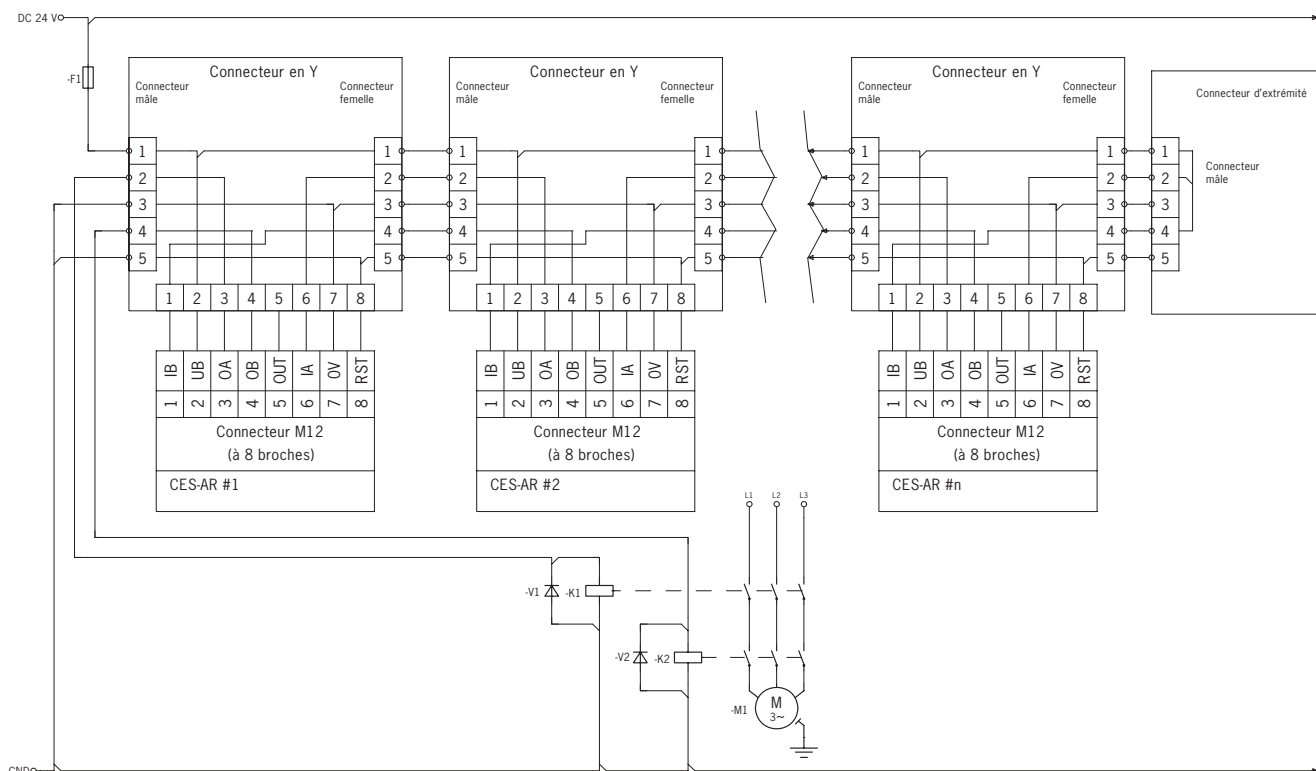 DC 24 V
-F1
Connecteur en Y
Connecteur mâle
Connecteur femelle
1 1
2 2
3 3
4 4
5 5
1 2 3 4 5 6 7 8
IB UB OA OB OUT IA 0V RST
1 2 3 4 5 6 7 8
Connecteur M12
(à 8 broches)
CES-AR #1
Connecteur en Y
Connecteur mâle
Connecteur femelle
1 1
2 2
3 3
4 4
5 5
1 2 3 4 5 6 7 8
IB UB OA OB OUT IA 0V RST
1 2 3 4 5 6 7 8
Connecteur M12
(à 8 broches)
CES-AR #2
Connecteur en Y
Connecteur mâle
Connecteur femelle
1 1
2 2
3 3
4 4
5 5
1 2 3 4 5 6 7 8
IB UB OA OB OUT IA 0V RST
1 2 3 4 5 6 7 8
Connecteur M12
(à 8 broches)
CES-AR #n
Connecteur d'extrémité
1
2
3
4
5
Connecteur
mâle
L1 L2 L3
-V1 -K1
-V2 -K2
-M1
M
3~
GND